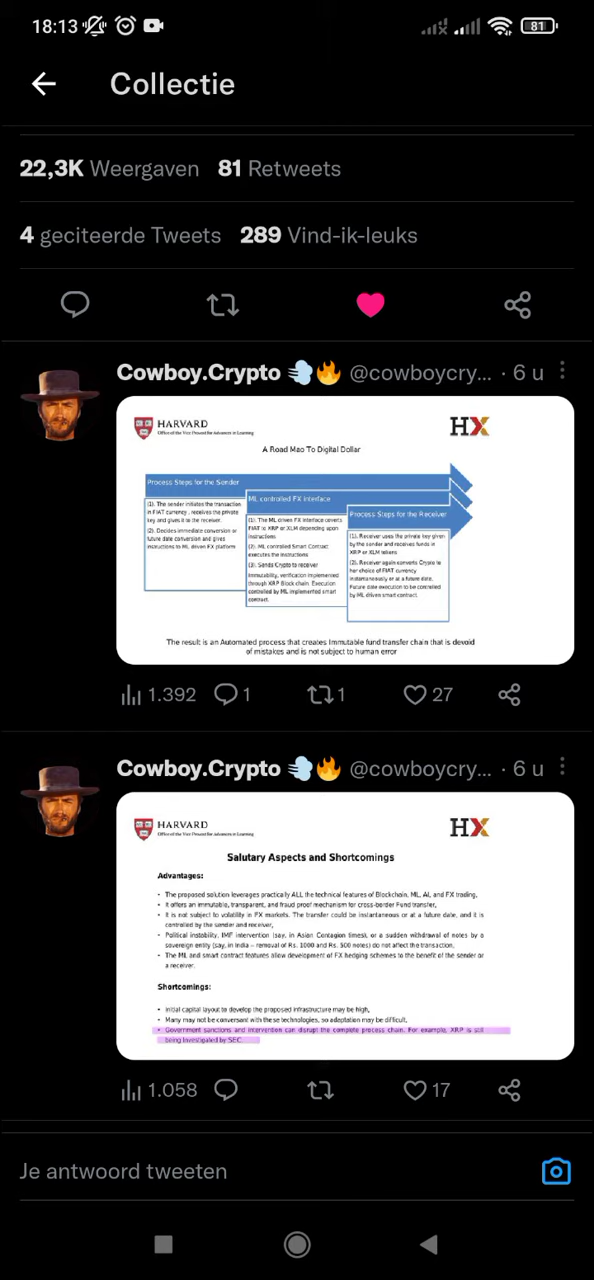 18:13
81
Collectie
22,3K Weergaven 81 Retweets
4 geciteerde Tweets 289 Vind-ik-leuks
Cowboy.Crypto 💨🔥 @cowboycry... · 6 u
HARVARD
Office of the Vice Provost for Advances in Learning
HX
A Road Mao To Digital Dollar
Process Steps for the Sender
(1). The sender initiates the transaction
in FIAT currency , receives the private
key and gives it to the receiver.
(2). Decides immediate conversion or
future date conversion and gives
instructions to ML driven FX platform
ML controlled FX Interface
(1). The ML driven FX interface coverts
FIAT to XRP or XLM depending upon
instructions
(2). ML controlled Smart Contract
executes the instructions
(3). Sends Crypto to receiver
Immutability, verification implemented
through XRP Block chain. Execution
controlled by ML implemented smart
contract.
Process Steps for the Receiver
(1). Receiver uses the private key given
by the sender and receives funds in
XRP or XLM tokens
(2). Receiver again converts Crypto to
her choice of FIAT currency
instantaneously or at a future date.
Future date execution to be controlled
by ML driven smart contract
The result is an Automated process that creates Immutable fund transfer chain that is devoid
of mistakes and is not subject to human error
1.392 1 1 27
Cowboy.Crypto 💨🔥 @cowboycry... · 6 u
HARVARD
Office of the Vice Provost for Advances in Learning
HX
Salutary Aspects and Shortcomings
Advantages:
• The proposed solution leverages practically ALL the technical features of Blockchain, ML, AI, and FX trading,
• It offers an immutable, transparent, and fraud proof mechanism for cross-border Fund transfer,
• It is not subject to volatility in FX markets. The transfer could be instantaneous or at a future date, and it is
controlled by the sender and receiver,
• Political instability, IMF intervention (say, in Asian Contagion times), or a sudden withdrawal of notes by a
sovereign entity (say, in India – removal of Rs. 1000 and Rs. 500 notes) do not affect the transaction,
• The ML and smart contract features allow development of FX hedging schemes to the benefit of the sender or
a receiver.
Shortcomings:
• Initial capital layout to develop the proposed infrastructure may be high,
• Many may not be conversant with these technologies, so adaptation may be difficult,
• Government sanctions and intervention can disrupt the complete process chain. For example, XRP is still
being Investigated by SEC.
1.058 17
Je antwoord tweeten